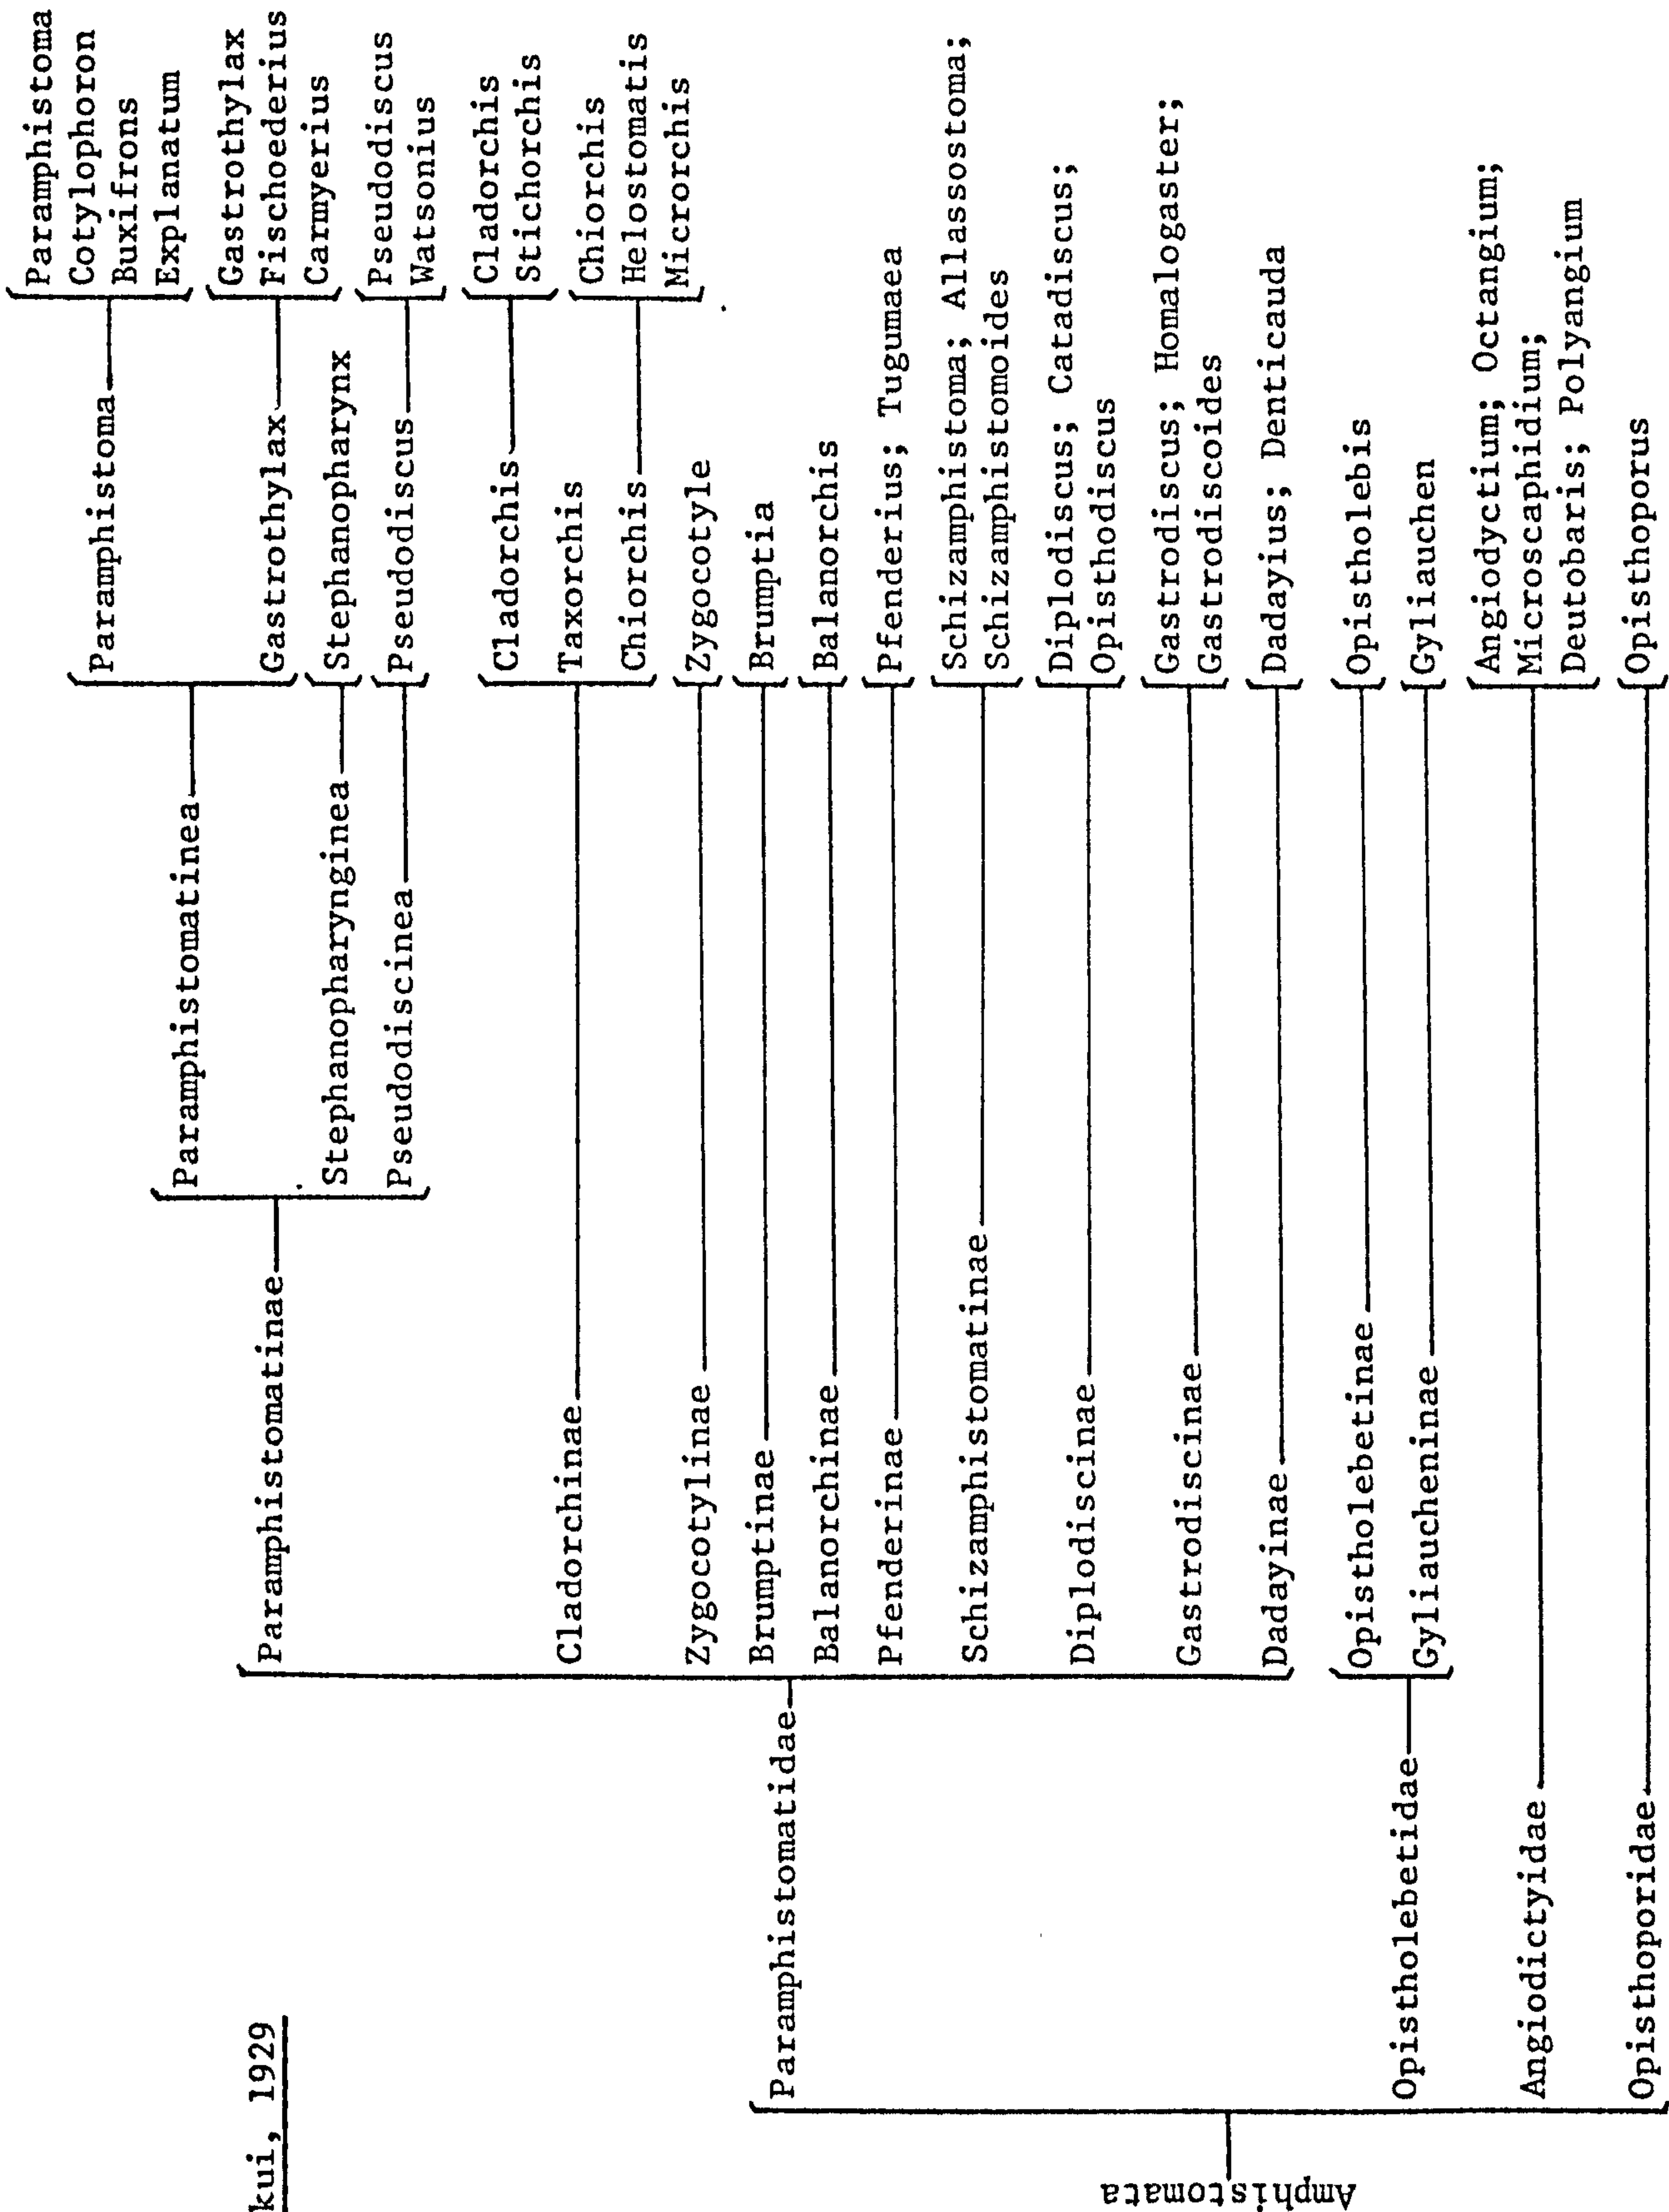 kui, 1929
Amphistomata
Paramphistomatidae
Paramphistomatinae
Paramphistomatinea
Paramphistoma
Paramphistoma
Cotylophoron
Buxifrons
Explanatum
Gastrothylax
Gastrothylax
Fischoederius
Carmyerius
Stephanopharynginea
Stephanopharynx
Pseudodiscinea
Pseudodiscus
Pseudodiscus
Watsonius
Cladorchinae
Cladorchis
Cladorchis
Stichorchis
Taxorchis
Chiorchis
Chiorchis
Helostomatis
Microrchis
Zygocotylinae
Zygocotyle
Brumptinae
Brumptia
Balanorchinae
Balanorchis
Pfenderinae
Pfenderius; Tugumaea
Schizamphistomatinae
Schizamphistoma; Allassostoma;
Schizamphistomoides
Diplodiscinae
Diplodiscus; Catadiscus;
Opisthodiscus
Gastrodiscinae
Gastrodiscus; Homalogaster;
Gastrodiscoides
Dadayinae
Dadayius; Denticauda
Opistholebetidae
Opistholebetinae
Opistholebis
Gyliaucheninae
Gyliauchen
Angiodictyidae
Angiodyctium; Octangium;
Microscaphidium;
Deutobaris; Polyangium
Opisthoporidae
Opisthoporus